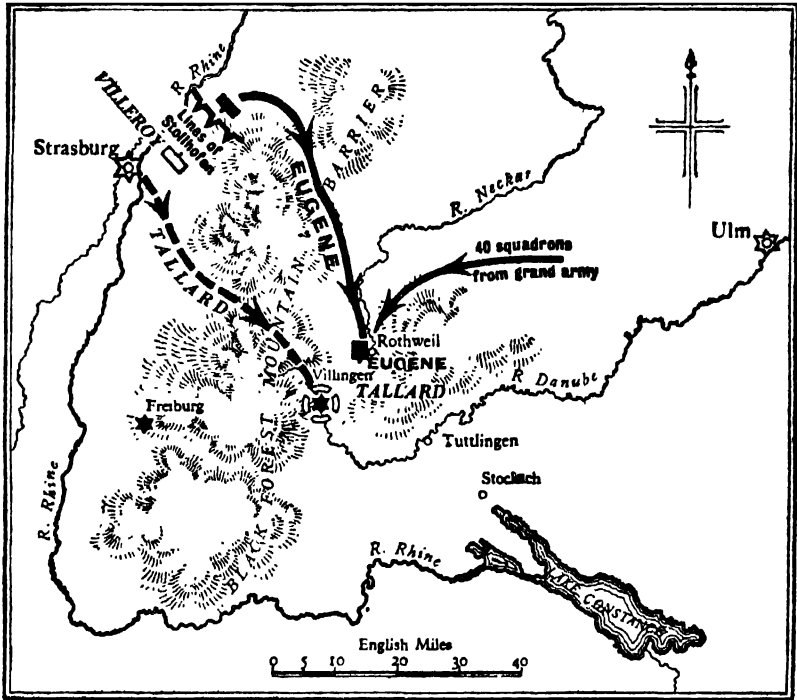 R. Rhine
VILLEROY
Lines of
Stollhofen
Strasburg
BARRIER
EUGENE
R. Neckar
Ulm
TALLARD
40 squadrons
from grand army
Rothweil
EUGENE
Villingen
TALLARD
R Danube
Freiburg
Tuttlingen
BLACK FOREST MOUNTAIN
Stockach
R. Rhine
R. Rhine
LAKE CONSTANCE
English Miles
0 5 10 20 30 40